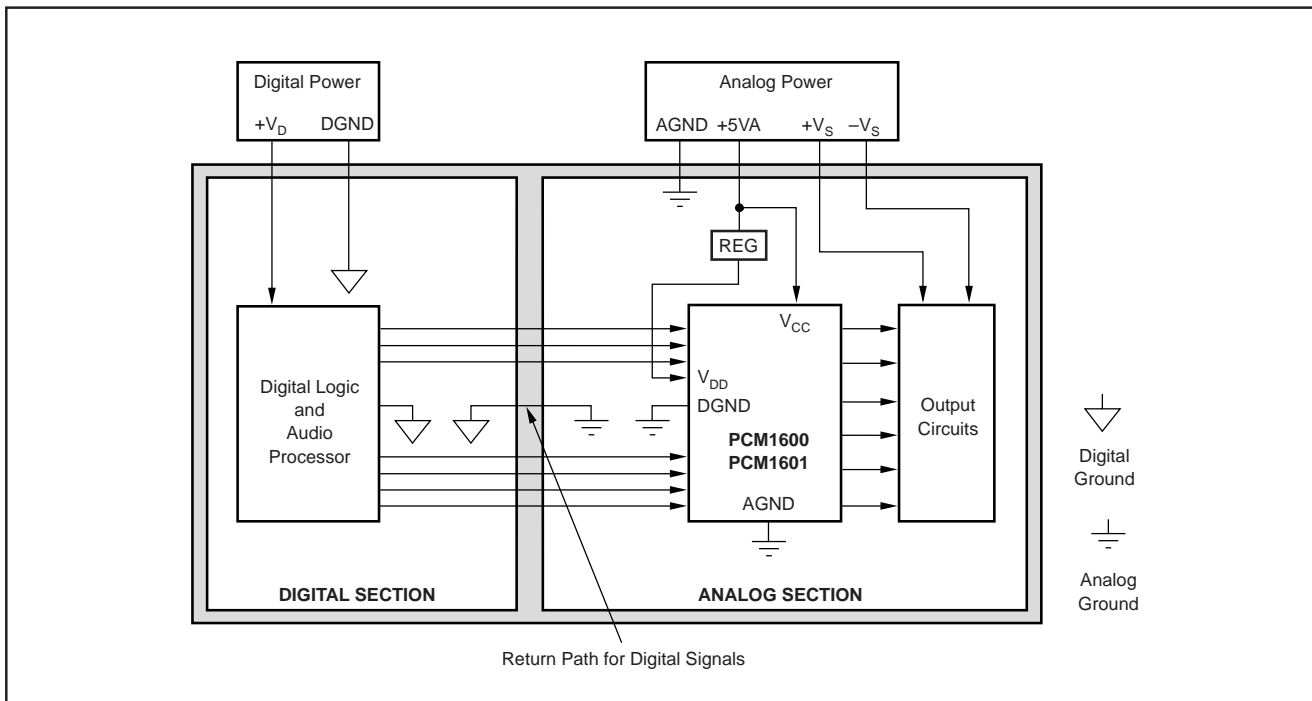 Digital Power
+VD DGND
Analog Power
AGND +5VA +VS –VS
REG
VCC
VDD
DGND
PCM1600
PCM1601
AGND
Digital Logic
and
Audio
Processor
Output
Circuits
Digital
Ground
Analog
Ground
DIGITAL SECTION
ANALOG SECTION
Return Path for Digital Signals